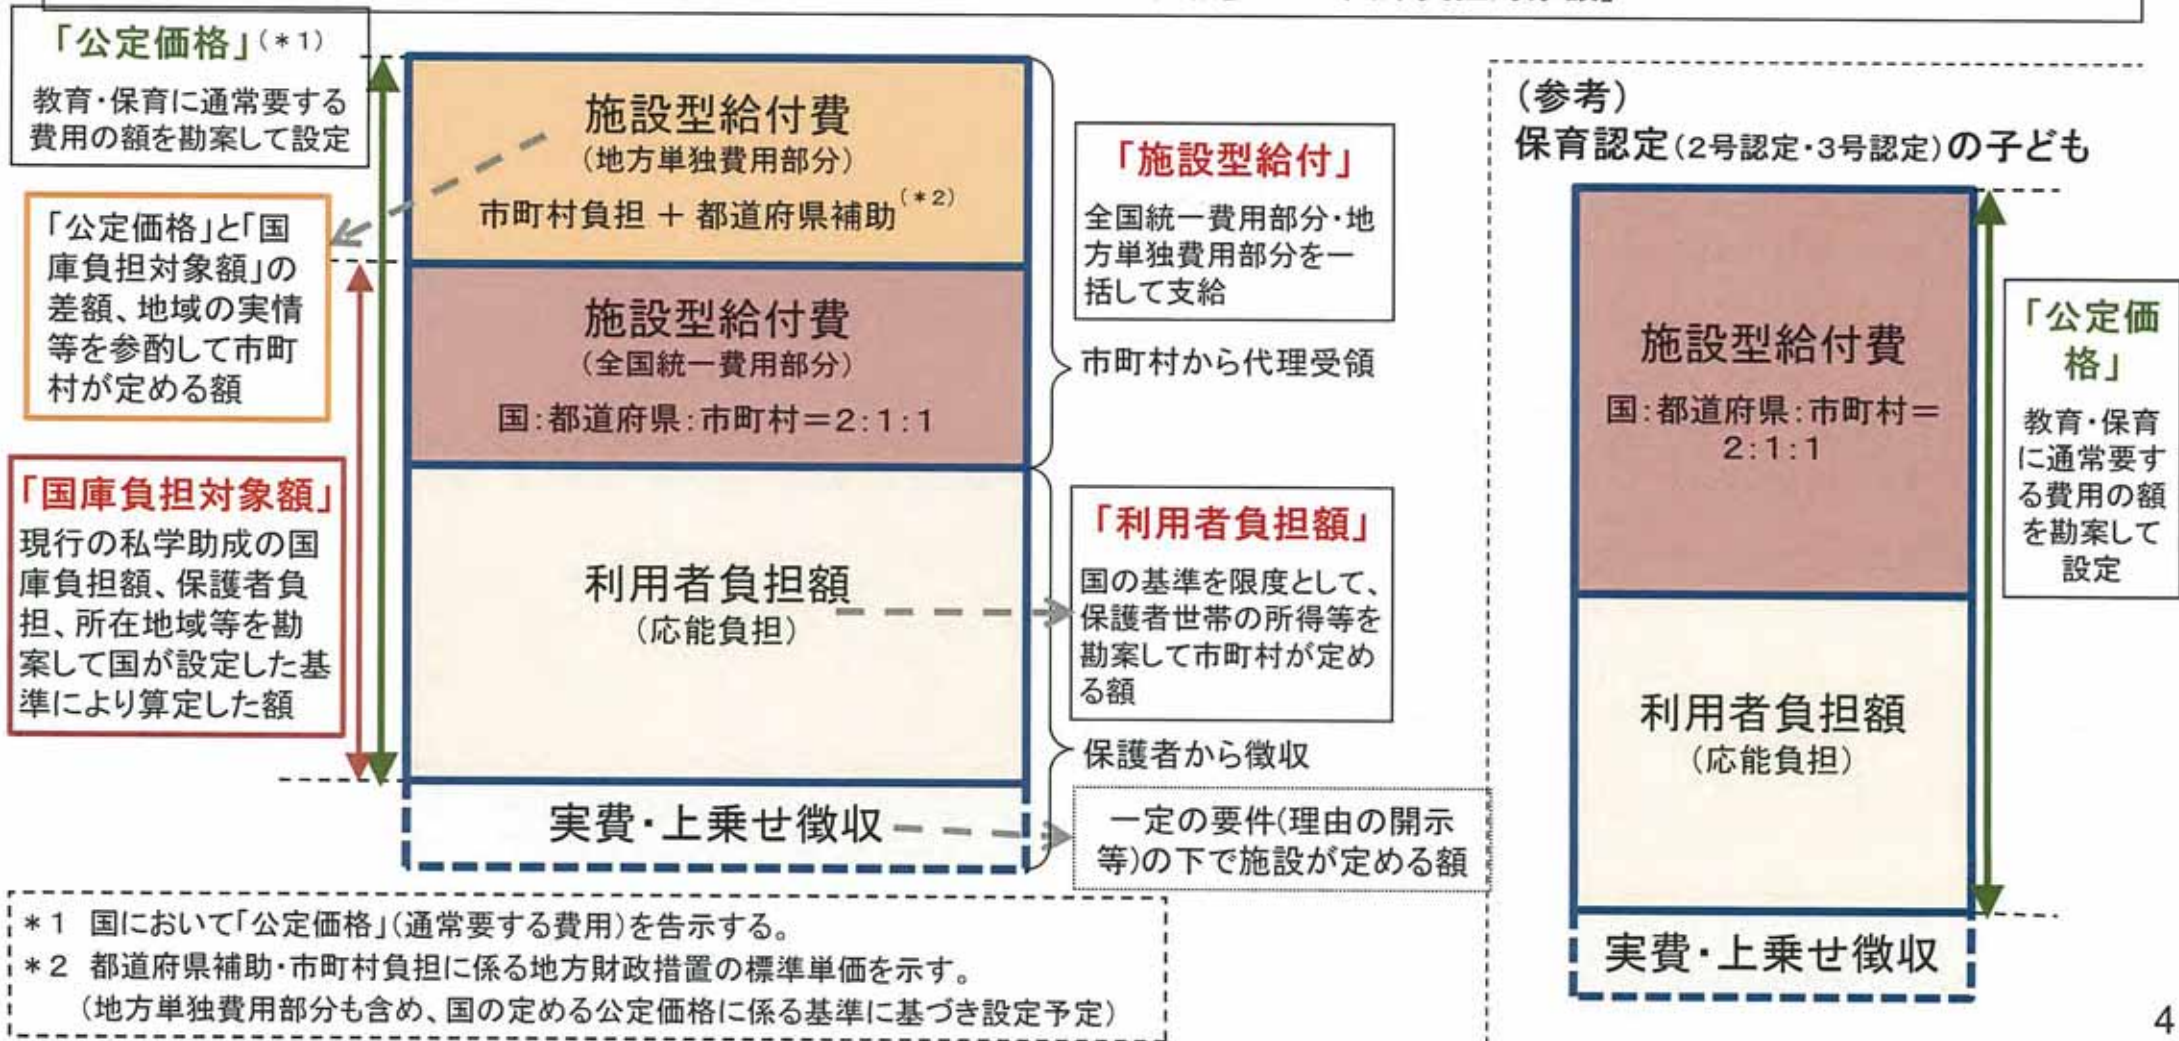 「公定価格」(*1)
教育・保育に通常要する
費用の額を勘案して設定
「公定価格」と「国
庫負担対象額」の
差額、地域の実情
等を参酌して市町
村が定める額
「国庫負担対象額」
現行の私学助成の国
庫負担額、保護者負
担、所在地域等を勘
案して国が設定した基
準により算定した額
施設型給付費
(地方単独費用部分)
市町村負担 + 都道府県補助(*2)
施設型給付費
(全国統一費用部分)
国:都道府県:市町村=2:1:1
利用者負担額
(応能負担)
実費・上乗せ徴収
「施設型給付」
全国統一費用部分・地
方単独費用部分を一
括して支給
市町村から代理受領
「利用者負担額」
国の基準を限度として、
保護者世帯の所得等を
勘案して市町村が定め
る額
保護者から徴収
一定の要件(理由の開示
等)の下で施設が定める額
(参考)
保育認定(2号認定・3号認定)の子ども
施設型給付費
国:都道府県:市町村=
2:1:1
利用者負担額
(応能負担)
実費・上乗せ徴収
「公定価
格」
教育・保育
に通常要す
る費用の額
を勘案して
設定
*1 国において「公定価格」(通常要する費用)を告示する。
*2 都道府県補助・市町村負担に係る地方財政措置の標準単価を示す。
(地方単独費用部分も含め、国の定める公定価格に係る基準に基づき設定予定)
4